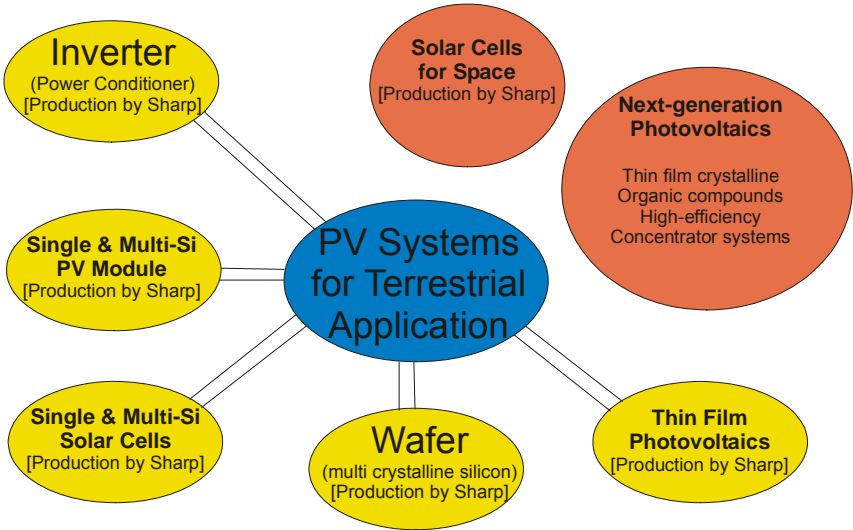 Inverter
(Power Conditioner)
[Production by Sharp]
Solar Cells
for Space
[Production by Sharp]
Next-generation
Photovoltaics
Thin film crystalline
Organic compounds
High-efficiency
Concentrator systems
Single & Multi-Si
PV Module
[Production by Sharp]
PV Systems
for Terrestrial
Application
Single & Multi-Si
Solar Cells
[Production by Sharp]
Wafer
(multi crystalline silicon)
[Production by Sharp]
Thin Film
Photovoltaics
[Production by Sharp]